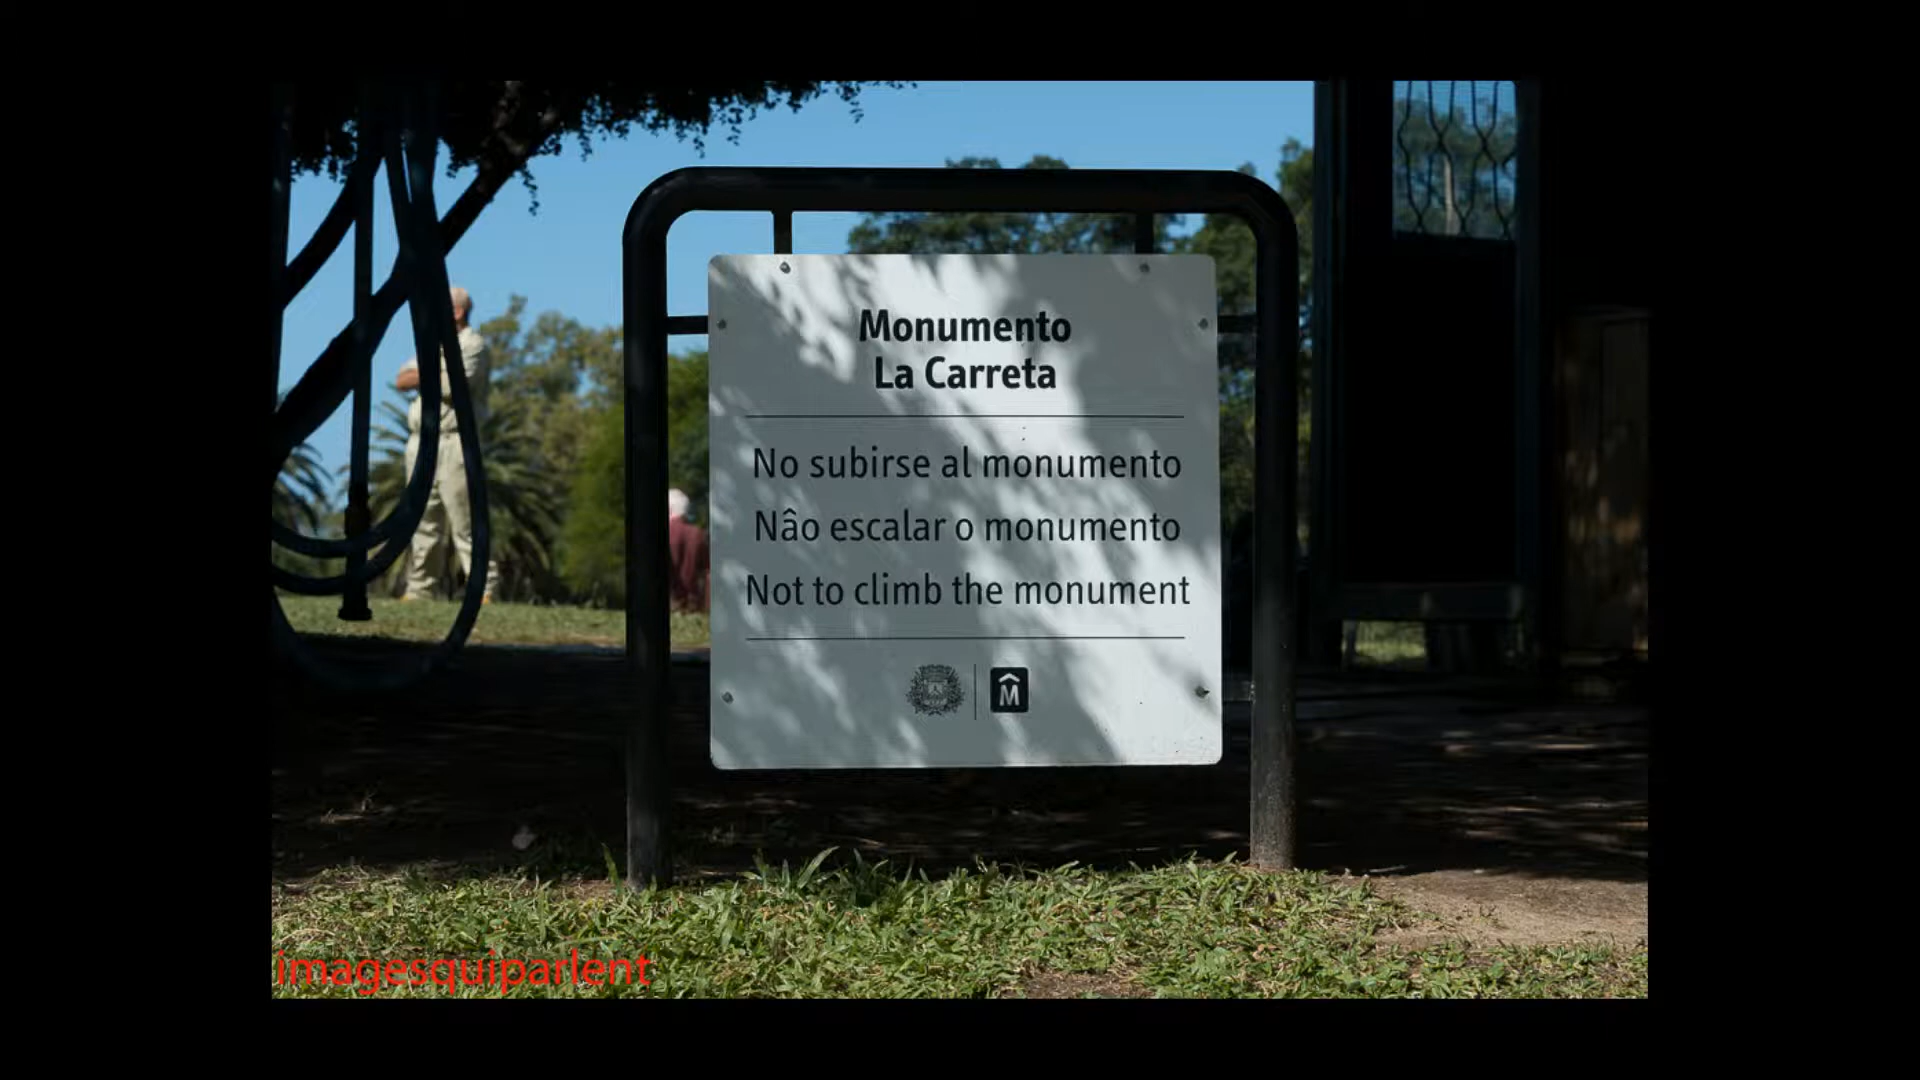 Monumento
La Carreta
No subirse al monumento
Nâo escalar o monumento
Not to climb the monument
M
imagesquiparlent